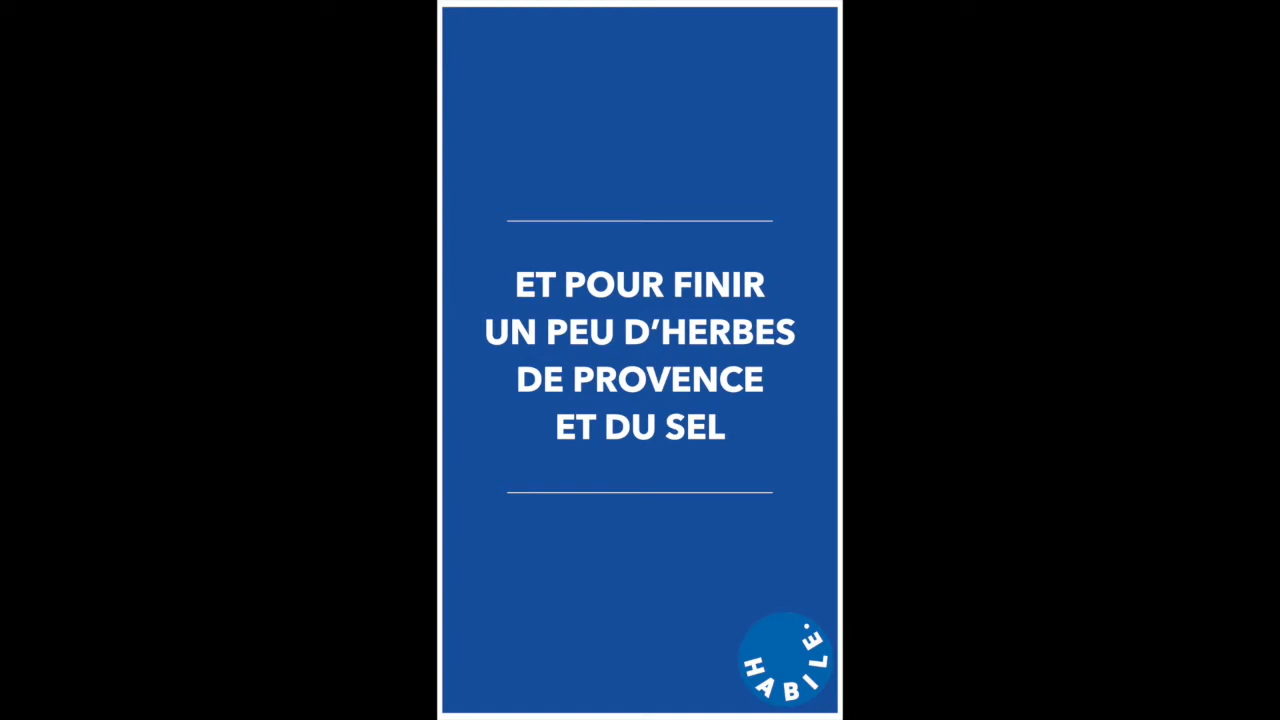 ET POUR FINIR
UN PEU D’HERBES
DE PROVENCE
ET DU SEL
HABILE.